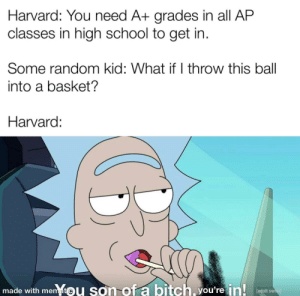 Harvard: You need A+ grades in all AP
classes in high school to get in.
Some random kid: What if I throw this ball
into a basket?
Harvard:
You son of a bitch, you're in!
made with mematic